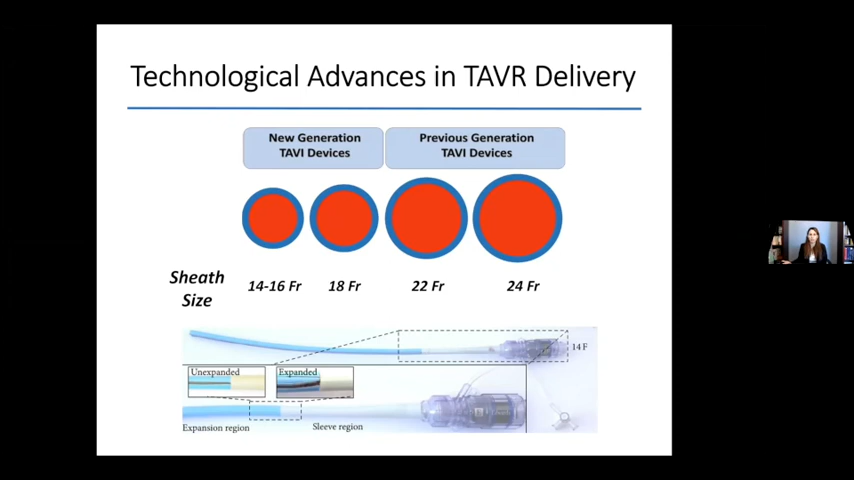 Technological Advances in TAVR Delivery
New Generation
TAVI Devices
Previous Generation
TAVI Devices
Sheath
Size
14-16 Fr
18 Fr
22 Fr
24 Fr
14 F
Unexpanded
Expanded
Expansion region
Sleeve region